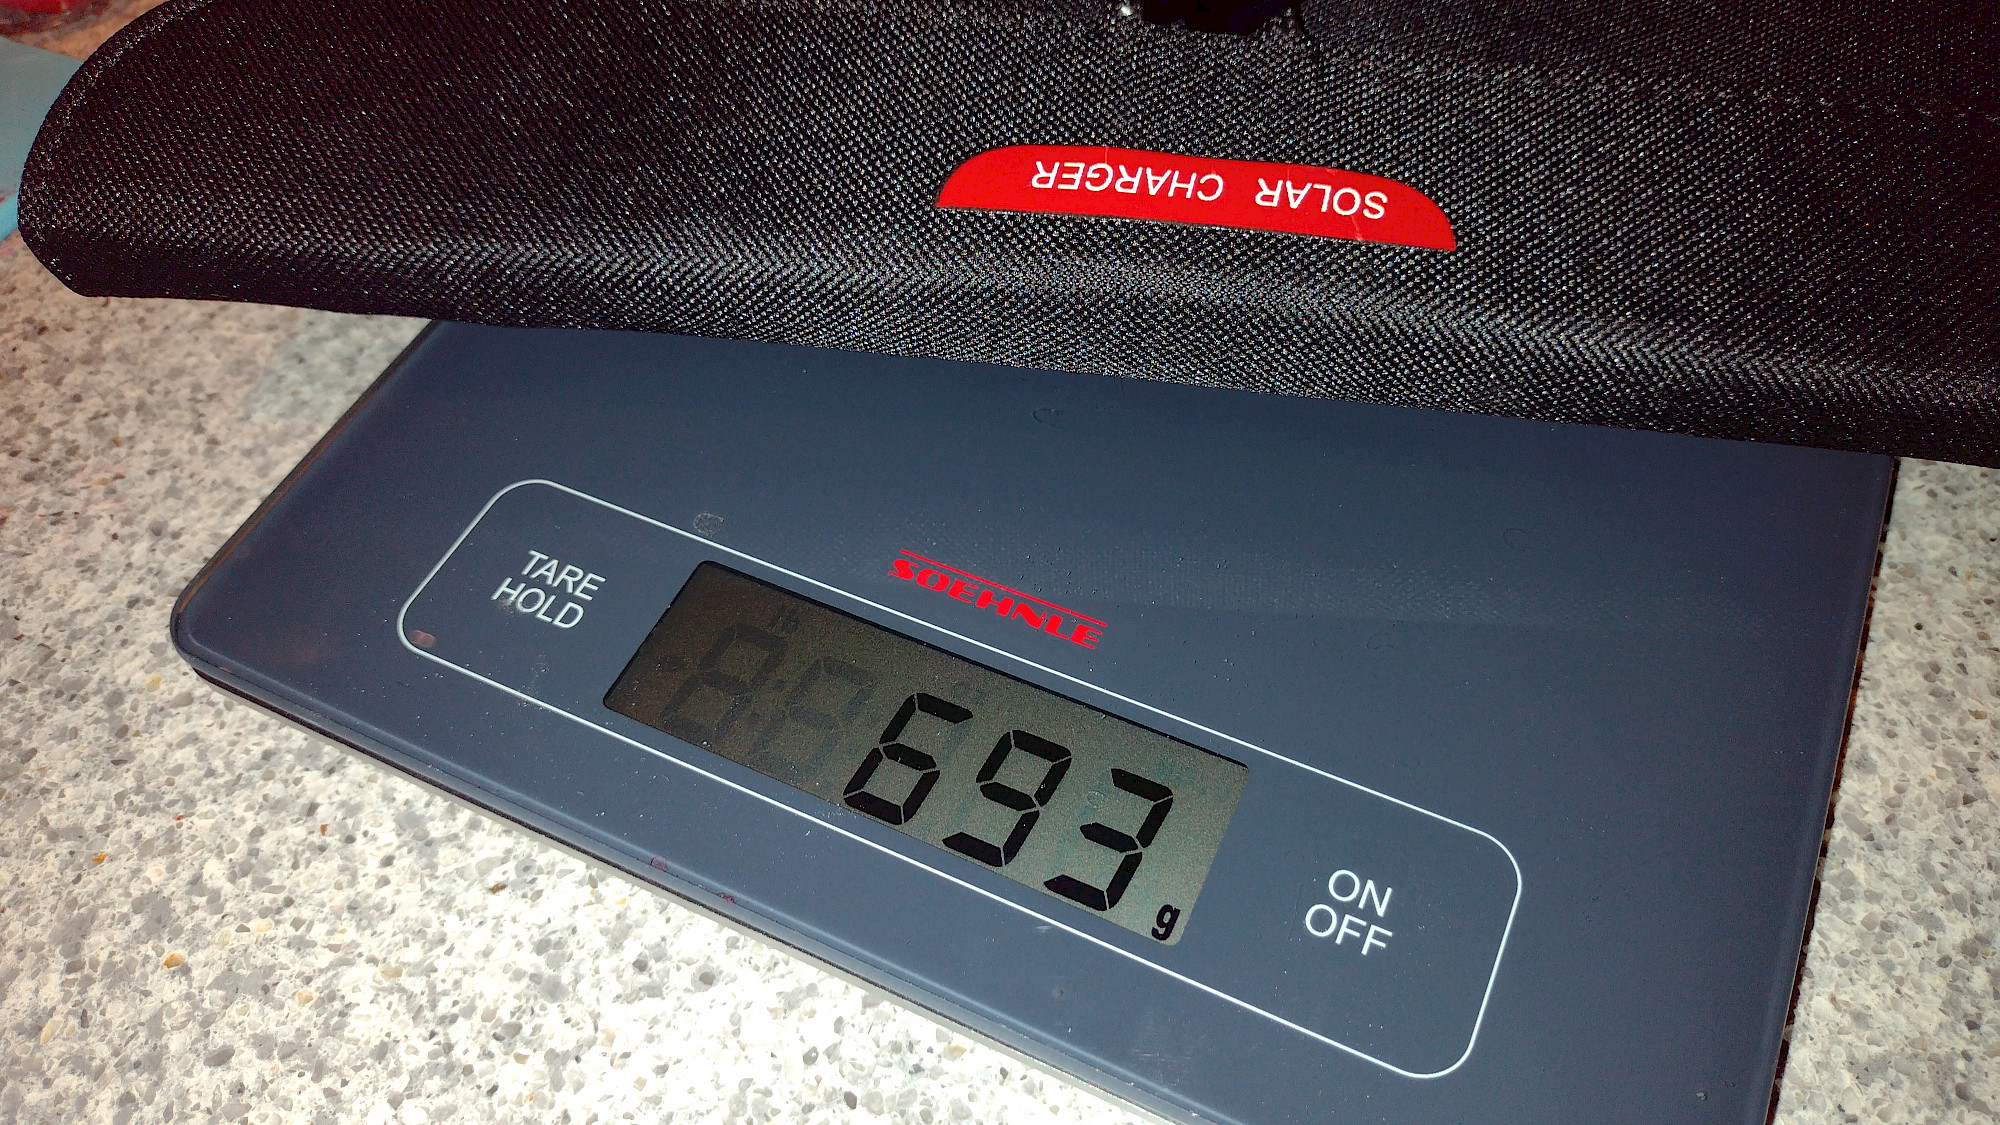 SOLAR CHARGER
SOEHNLE
TARE
HOLD
693 g
ON
OFF